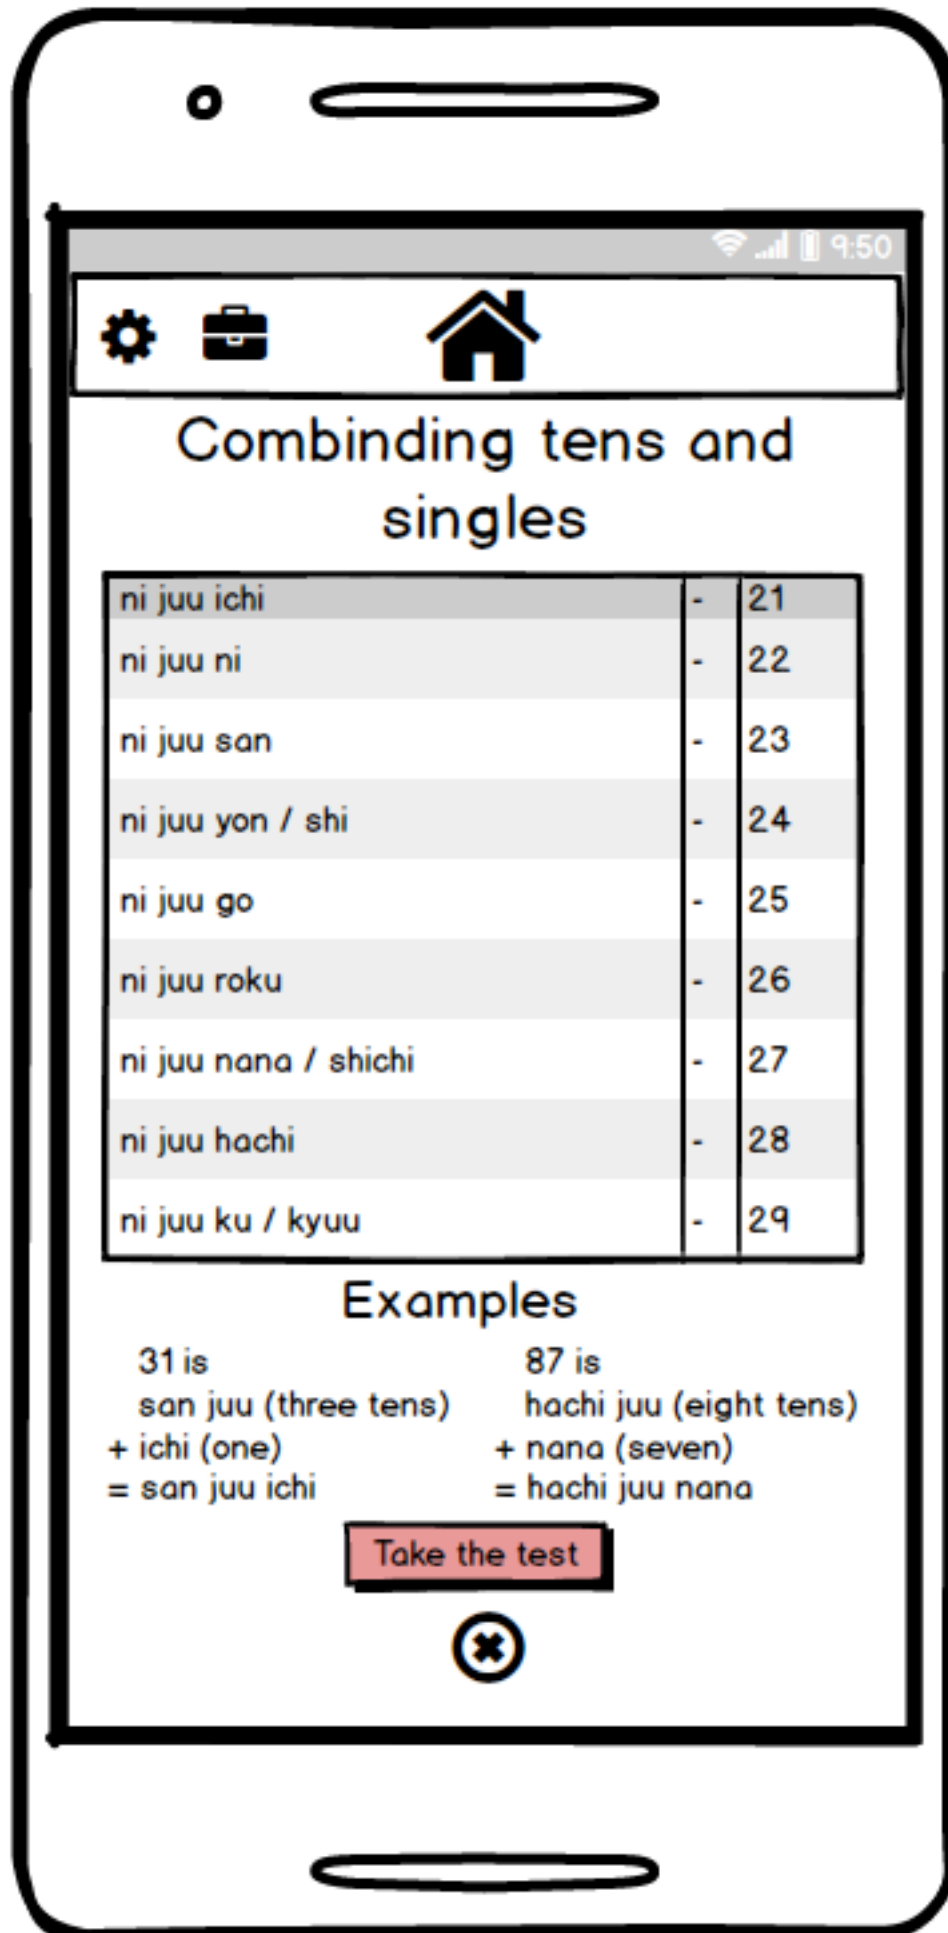 9:50
Combinding tens and
singles
ni juu ichi - 21
ni juu ni - 22
ni juu san - 23
ni juu yon / shi - 24
ni juu go - 25
ni juu roku - 26
ni juu nana / shichi - 27
ni juu hachi - 28
ni juu ku / kyuu - 29
Examples
31 is
san juu (three tens)
+ ichi (one)
= san juu ichi
87 is
hachi juu (eight tens)
+ nana (seven)
= hachi juu nana
Take the test